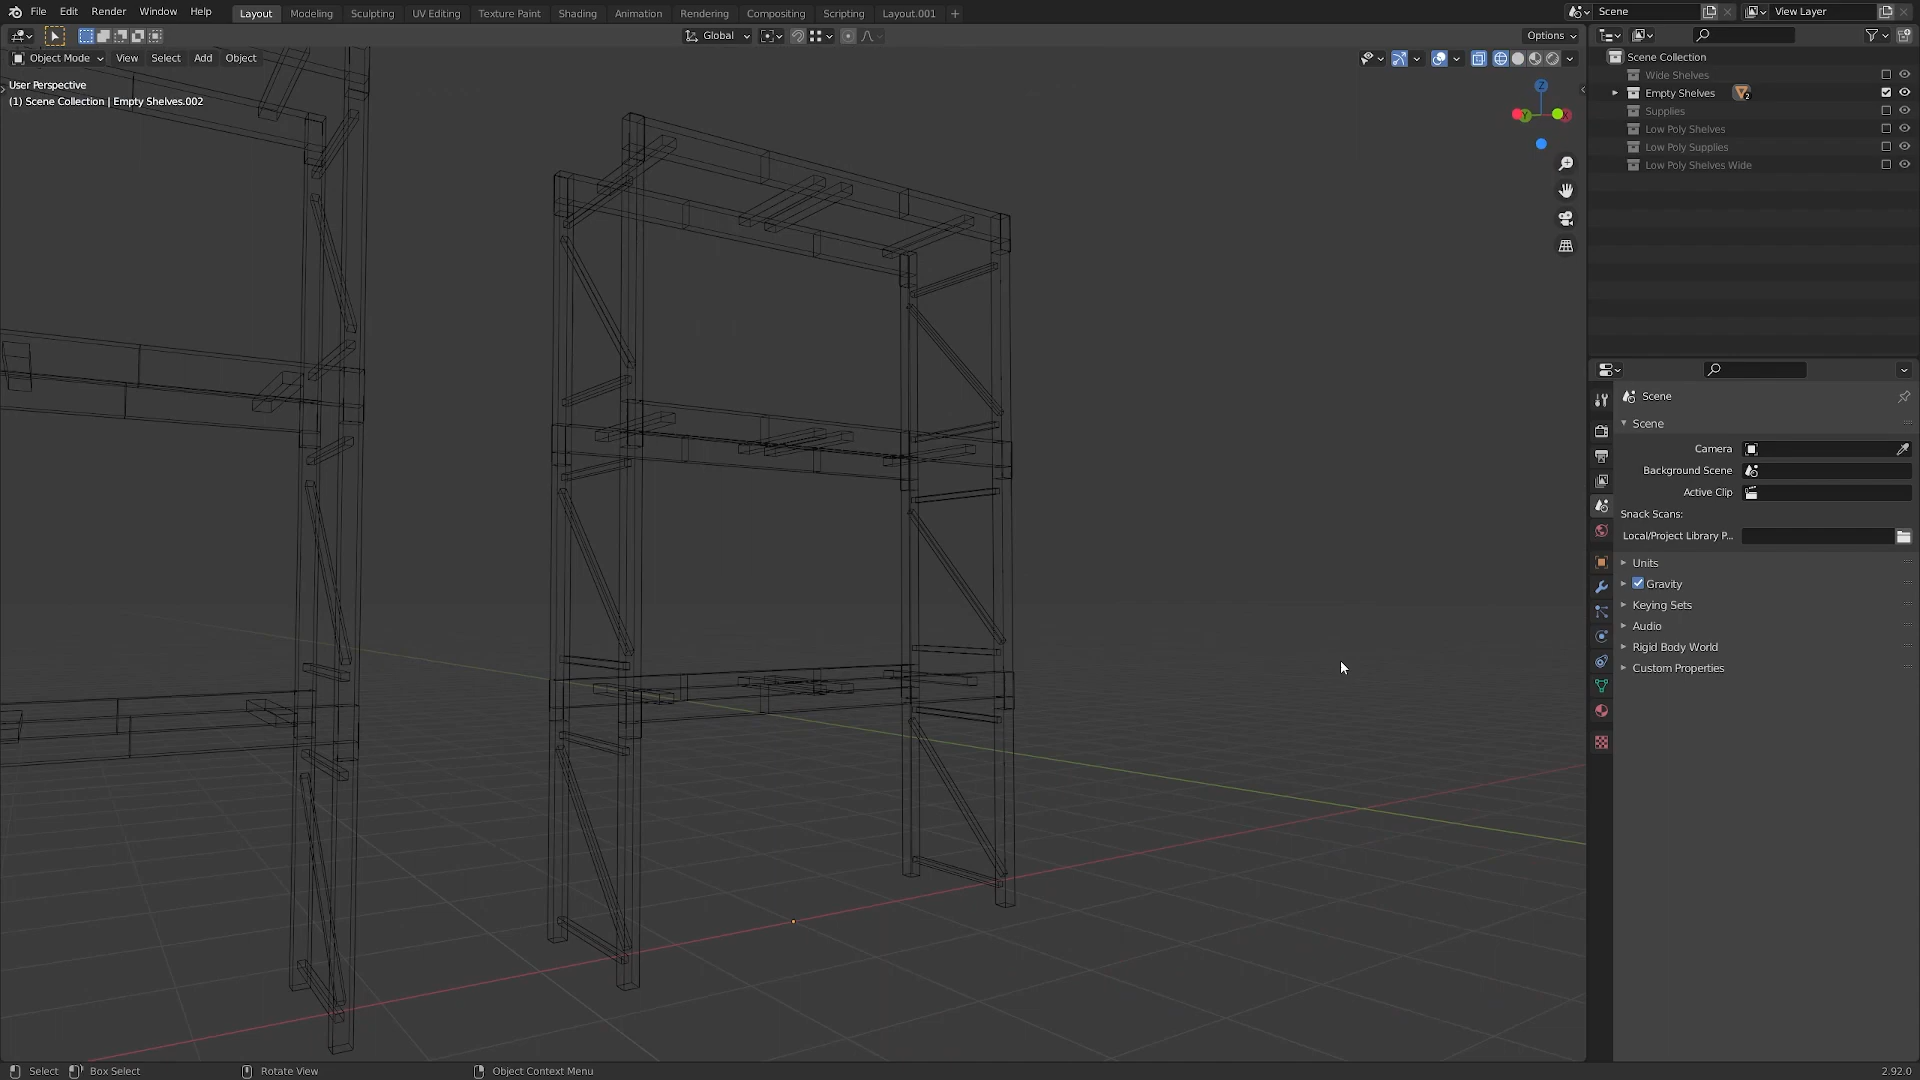 File Edit Render Window Help
Layout Modeling Sculpting UV Editing Texture Paint Shading Animation Rendering Compositing Scripting Layout.001 +
Scene
View Layer
Global
Options
Object Mode View Select Add Object
User Perspective
(1) Scene Collection | Empty Shelves.002
Z
Y
X
Scene Collection
Wide Shelves
Empty Shelves 2
Supplies
Low Poly Shelves
Low Poly Supplies
Low Poly Shelves Wide
Scene
Scene
Camera
Background Scene
Active Clip
Snack Scans:
Local/Project Library P...
Units
Gravity
Keying Sets
Audio
Rigid Body World
Custom Properties
Select Box Select Rotate View Object Context Menu 2.92.0